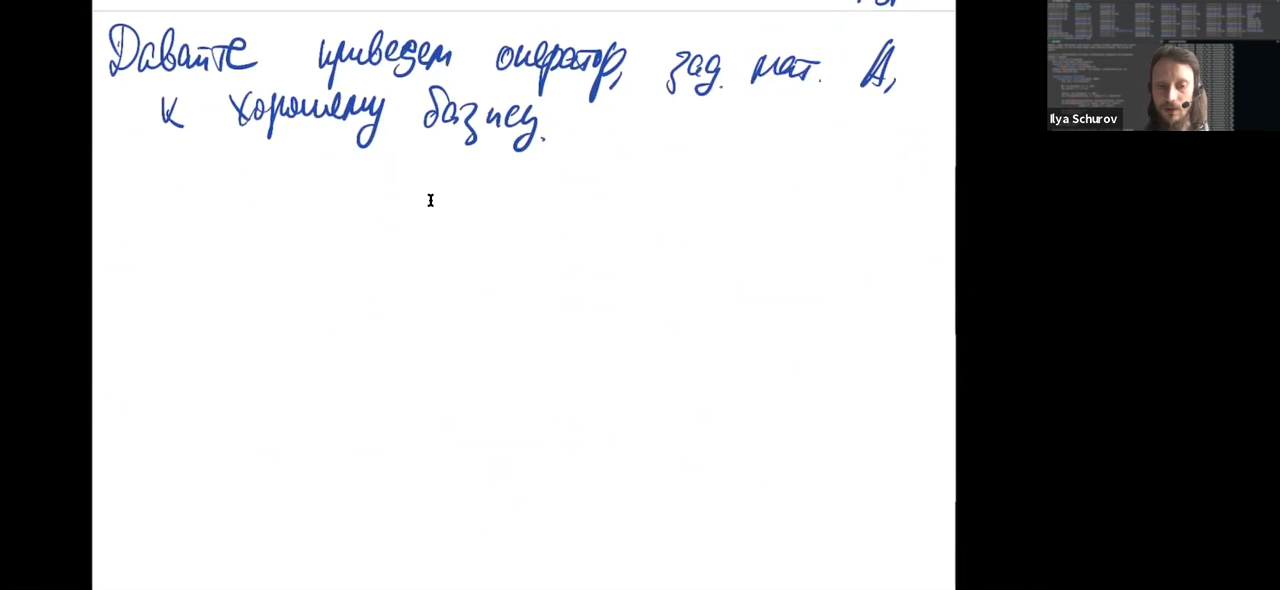 Давайте приведем оператор, зад. мат. A,
к хорошему базису.
Ilya Schurov